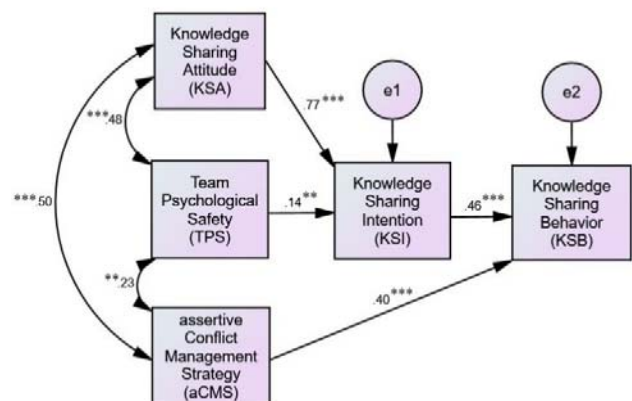 Knowledge
Sharing
Attitude
(KSA)
e1
e2
.77***
***.48
***.50
Team
Psychological
Safety
(TPS)
.14**
Knowledge
Sharing
Intention
(KSI)
.46***
Knowledge
Sharing
Behavior
(KSB)
**.23
.40***
assertive
Conflict
Management
Strategy
(aCMS)